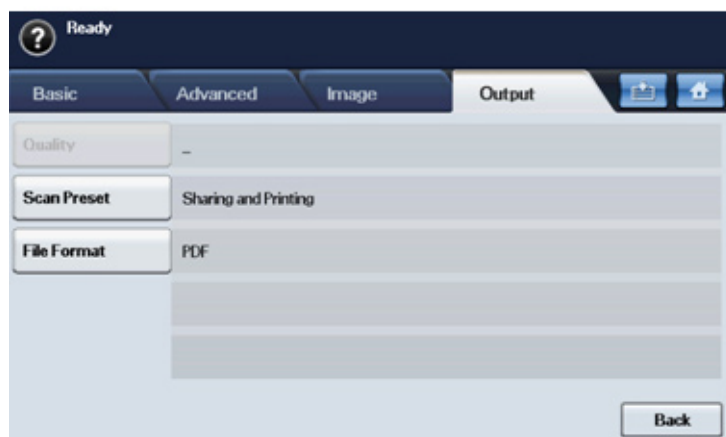 Ready
Basic Advanced Image Output
Quality -
Scan Preset Sharing and Printing
File Format PDF
Back